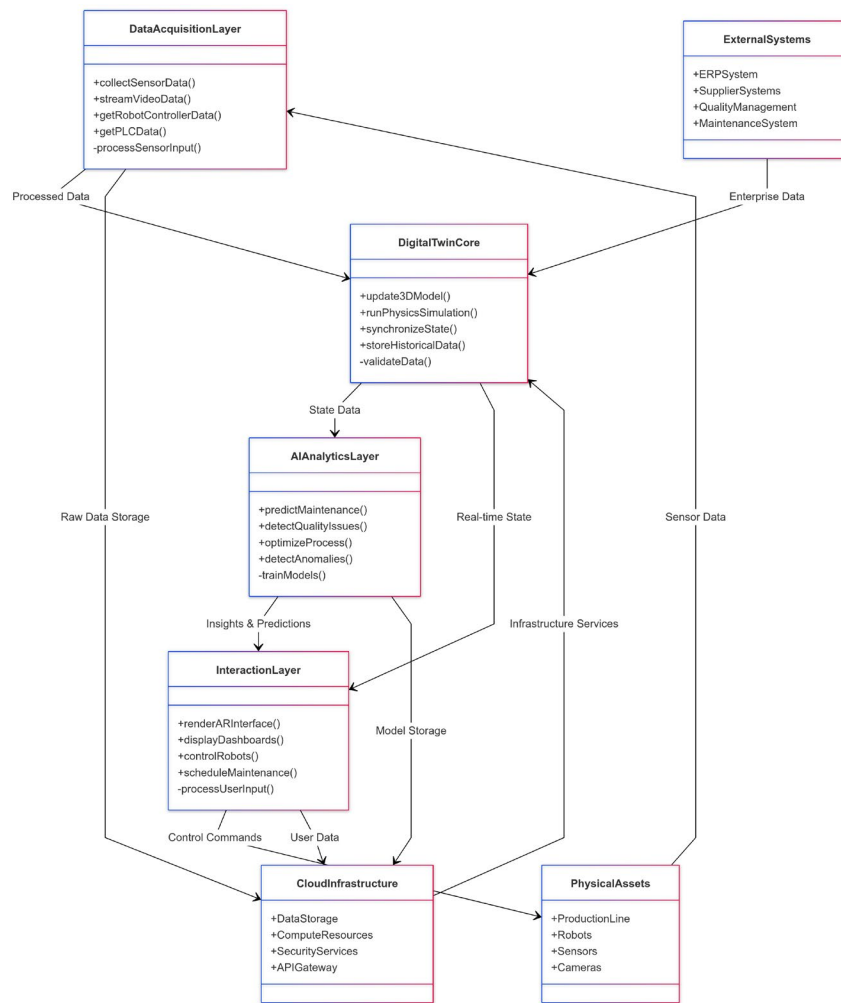 DataAcquisitionLayer
+collectSensorData()
+streamVideoData()
+getRobotControllerData()
+getPLCData()
-processSensorInput()
ExternalSystems
+ERPSystem
+SupplierSystems
+QualityManagement
+MaintenanceSystem
Processed Data
Enterprise Data
DigitalTwinCore
+update3DModel()
+runPhysicsSimulation()
+synchronizeState()
+storeHistoricalData()
-validateData()
State Data
AIAnalyticsLayer
+predictMaintenance()
+detectQualityIssues()
+optimizeProcess()
+detectAnomalies()
-trainModels()
Raw Data Storage
Real-time State
Sensor Data
Insights & Predictions
Infrastructure Services
InteractionLayer
+renderARInterface()
+displayDashboards()
+controlRobots()
+scheduleMaintenance()
-processUserInput()
Model Storage
Control Commands
User Data
CloudInfrastructure
+DataStorage
+ComputeResources
+SecurityServices
+APIGateway
PhysicalAssets
+ProductionLine
+Robots
+Sensors
+Cameras